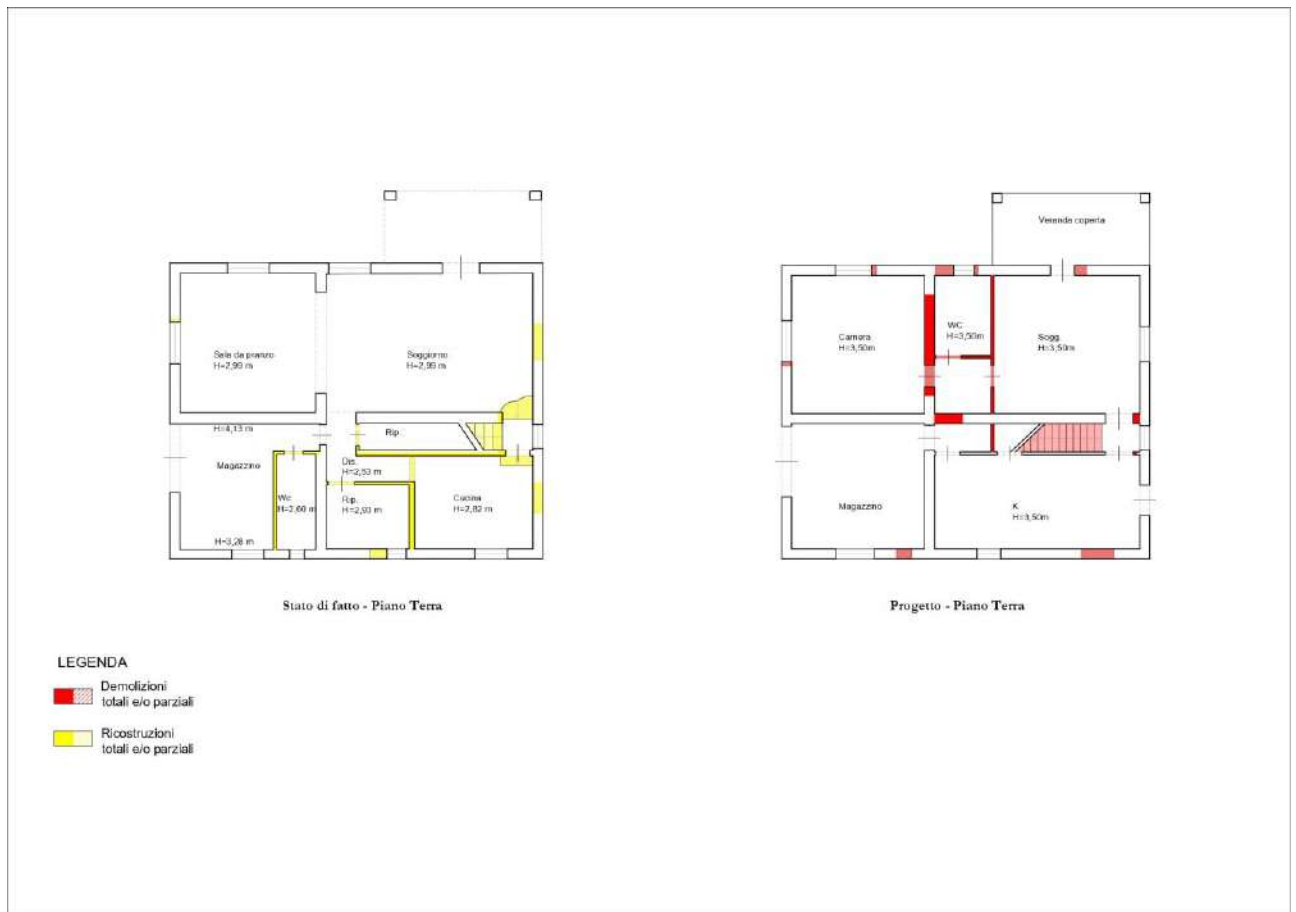 Sala da pranzo
H=2,99 m
Soggiorno
H=2,99 m
H=4,13 m
Magazzino
H=3,28 m
Wc
H=2,60 m
Rip.
Dis.
H=2,53 m
Rip.
H=2,93 m
Cucina
H=2,82 m
Stato di fatto - Piano Terra
Veranda coperta
Camera
H=3,50m
WC
H=3,50m
Sogg.
H=3,50m
Magazzino
K
H=3,50m
Progetto - Piano Terra
LEGENDA
Demolizioni
totali e/o parziali
Ricostruzioni
totali e/o parziali